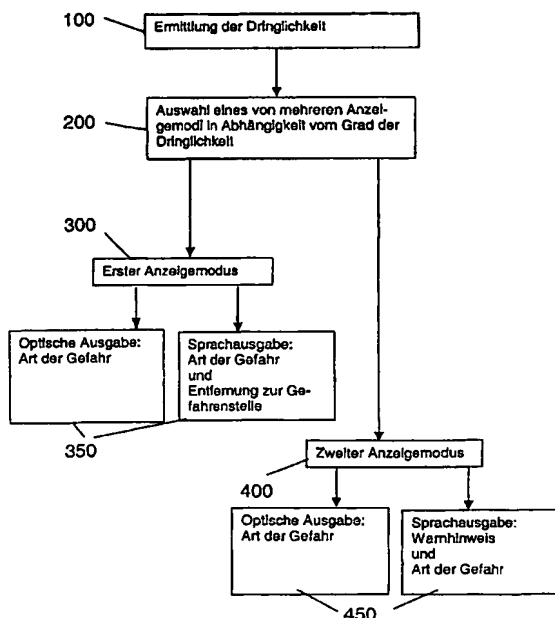 100
Ermittlung der Dringlichkeit
200
Auswahl eines von mehreren Anzei-
gemodi in Abhängigkeit vom Grad der
Dringlichkeit
300
Erster Anzeigemodus
Optische Ausgabe:
Art der Gefahr
Sprachausgabe:
Art der Gefahr
und
Entfernung zur Ge-
fahrenstelle
350
Zweiter Anzeigemodus
400
Optische Ausgabe:
Art der Gefahr
Sprachausgabe:
Warnhinweis
und
Art der Gefahr
450